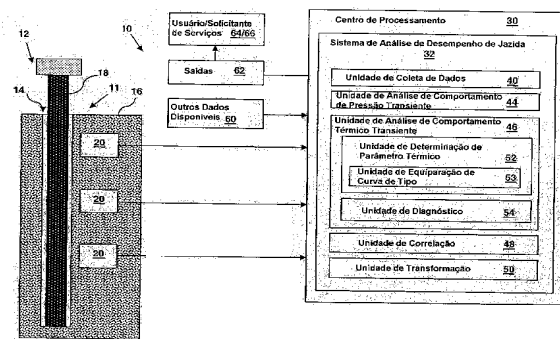 12
10
18
14
11
16
20
20
20
Usuário/Solicitante
de Serviços 64/66
Saídas 62
Outros Dados
Disponíveis 60
Centro de Processamento 30
Sistema de Análise de Desempenho de Jazida
32
Unidade de Coleta de Dados 40
Unidade de Análise de Comportamento
de Pressão Transiente 44
Unidade de Análise de Comportamento
Térmico Transiente 46
Unidade de Determinação de
Parâmetro Térmico 52
Unidade de Equiparação de
Curva de Tipo 53
Unidade de Diagnóstico 54
Unidade de Correlação 48
Unidade de Transformação 50